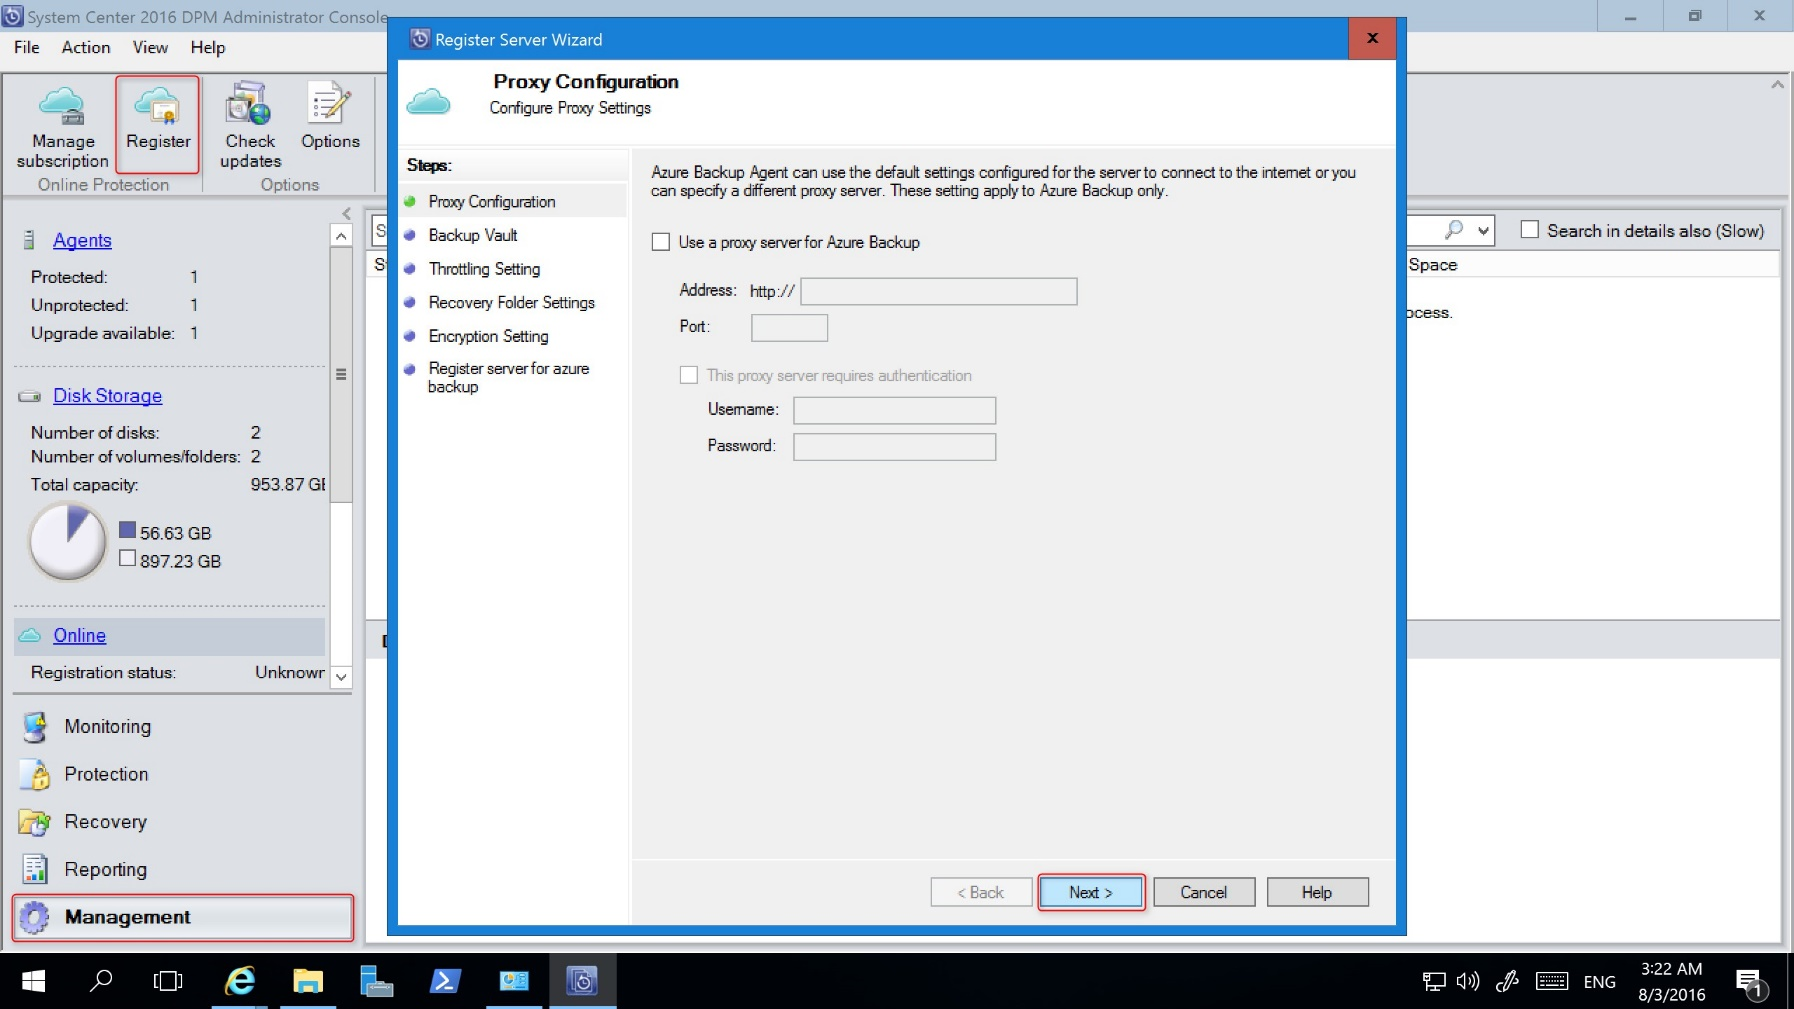 System Center 2016 DPM Administrator Console
File Action View Help
Manage
subscription
Register
Check
updates
Options
Online Protection
Options
Agents
Protected: 1
Unprotected: 1
Upgrade available: 1
Disk Storage
Number of disks: 2
Number of volumes/folders: 2
Total capacity: 953.87 GB
56.63 GB
897.23 GB
Online
Registration status: Unknown
Monitoring
Protection
Recovery
Reporting
Management
Register Server Wizard
x
Proxy Configuration
Configure Proxy Settings
Steps:
Proxy Configuration
Backup Vault
Throttling Setting
Recovery Folder Settings
Encryption Setting
Register server for azure
backup
Azure Backup Agent can use the default settings configured for the server to connect to the internet or you
can specify a different proxy server. These setting apply to Azure Backup only.
Use a proxy server for Azure Backup
Address: http://
Port:
This proxy server requires authentication
Username:
Password:
< Back Next > Cancel Help
Search in details also (Slow)
Space
ocess.
ENG
3:22 AM
8/3/2016
1